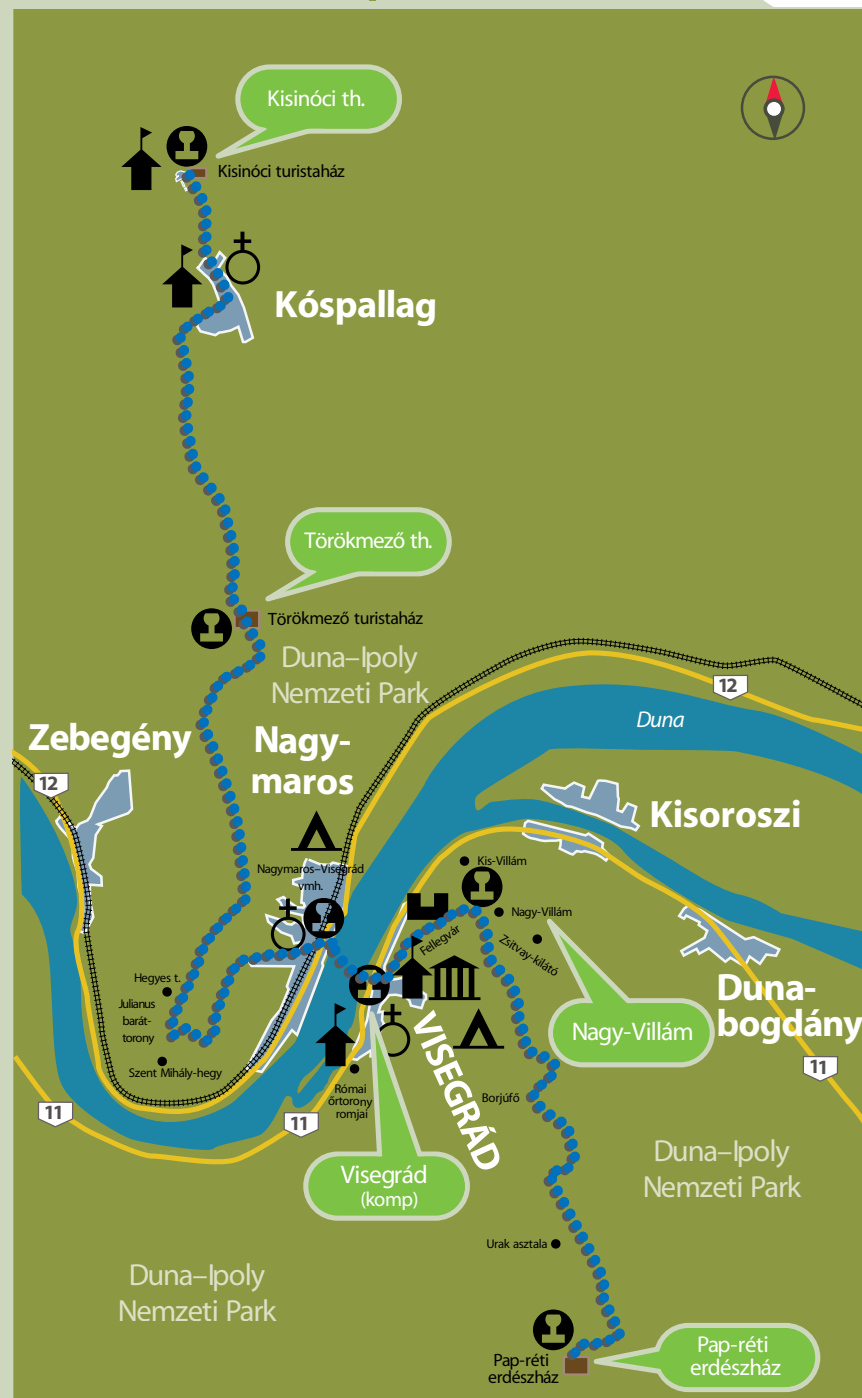 Kisinóci th.
Kisinóci turistaház
Kóspallag
Törökmező th.
Törökmező turistaház
Duna–Ipoly
Nemzeti Park
12
Duna
Zebegény
Nagy-
maros
12
Kisoroszi
Kis-Villám
Nagymaros–Visegrád
vmh.
Nagy-Villám
Fellegvár
Zsitvay-kilátó
Hegyes t.
Julianus
barát-
torony
Duna-
bogdány
VISEGRÁD
Nagy-Villám
Szent Mihály-hegy
11
Római
őrtorony
romjai
Borjúfő
11
11
Visegrád
(komp)
Duna–Ipoly
Nemzeti Park
Urak asztala
Duna–Ipoly
Nemzeti Park
Pap-réti
erdészház
Pap-réti
erdészház